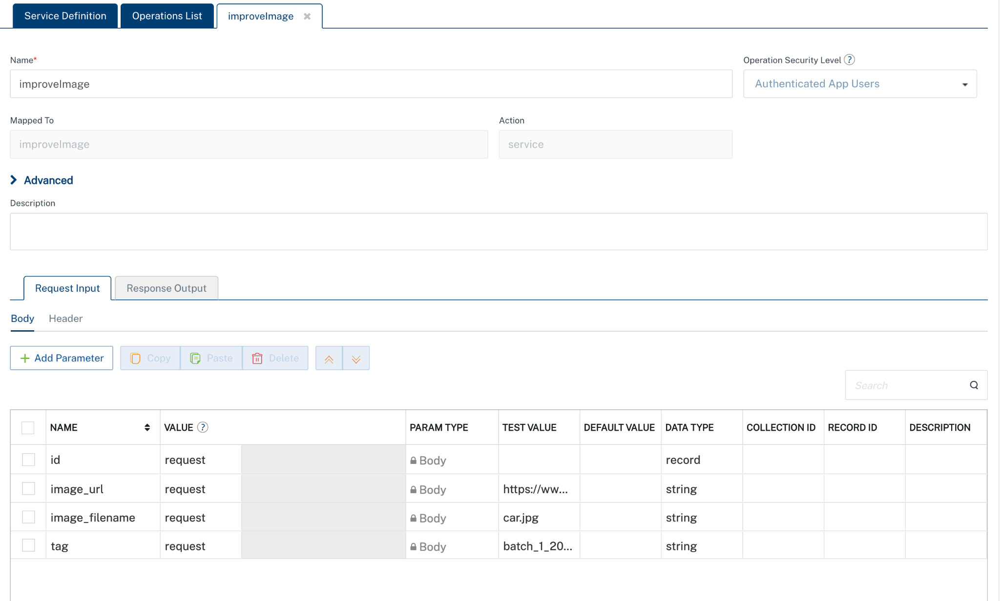 Service Definition Operations List improveImage
Name* Operation Security Level ?
improveImage Authenticated App Users
Mapped To Action
improveImage service
Advanced
Description
Request Input Response Output
Body Header
Add Parameter Copy Paste Delete
Search
NAME VALUE ? PARAM TYPE TEST VALUE DEFAULT VALUE DATA TYPE COLLECTION ID RECORD ID DESCRIPTION
id request Body record
image_url request Body https://ww... string
image_filename request Body car.jpg string
tag request Body batch_1_20... string